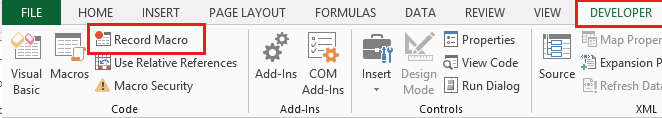 FILE HOME INSERT PAGE LAYOUT FORMULAS DATA REVIEW VIEW DEVELOPER
Visual Basic
Macros
Record Macro
Use Relative References
Macro Security
Code
Add-Ins
COM Add-Ins
Add-Ins
Insert
Design Mode
Properties
View Code
Run Dialog
Controls
Source
Map Proper
Expansion P
Refresh Data
XML